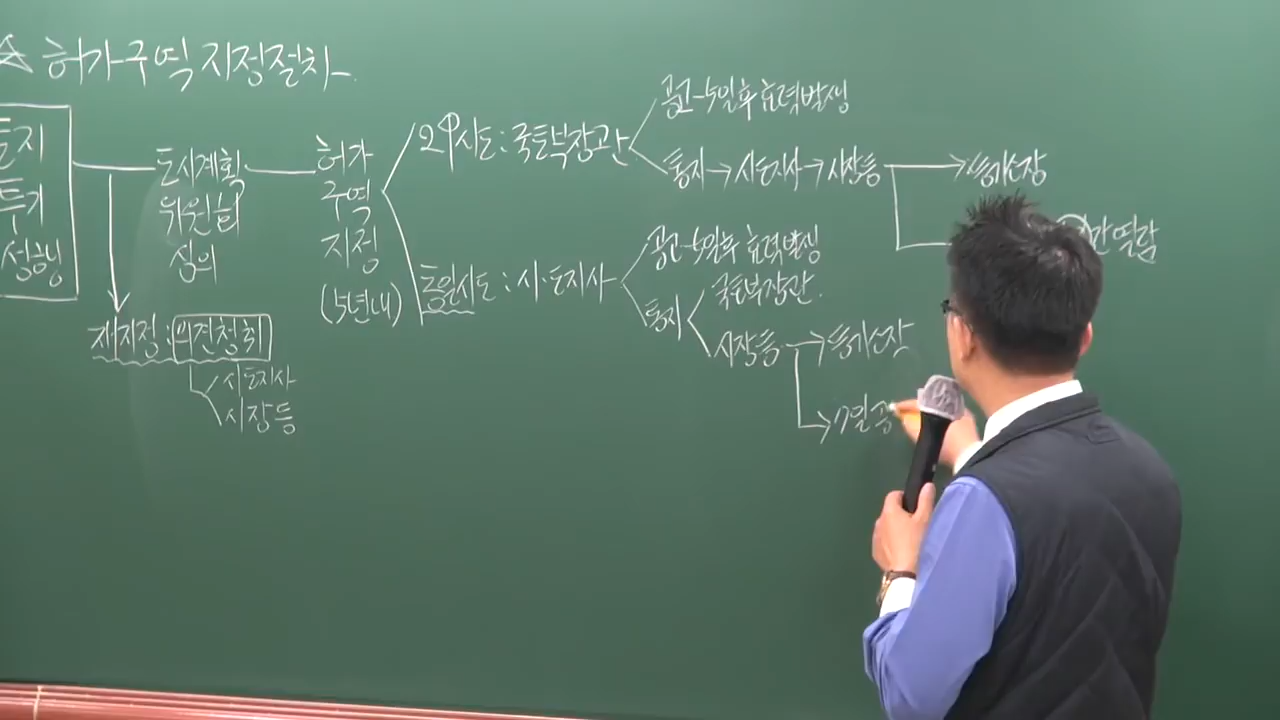 ☆ 허가구역 지정절차
토지
투기
성행
도시계획
위원회
심의
허가
구역
지정
(5년내)
재지정 : 의견청취
시도지사
시장 등
2이 시도 : 국토부장관
공고-5일후 효력발생
통지→시도지사→시장등→등기소장
간 열람
동일시도 : 시·도지사
공고-5일후 효력발생
통지
국토부장관.
시장등→등기소장
7일 공